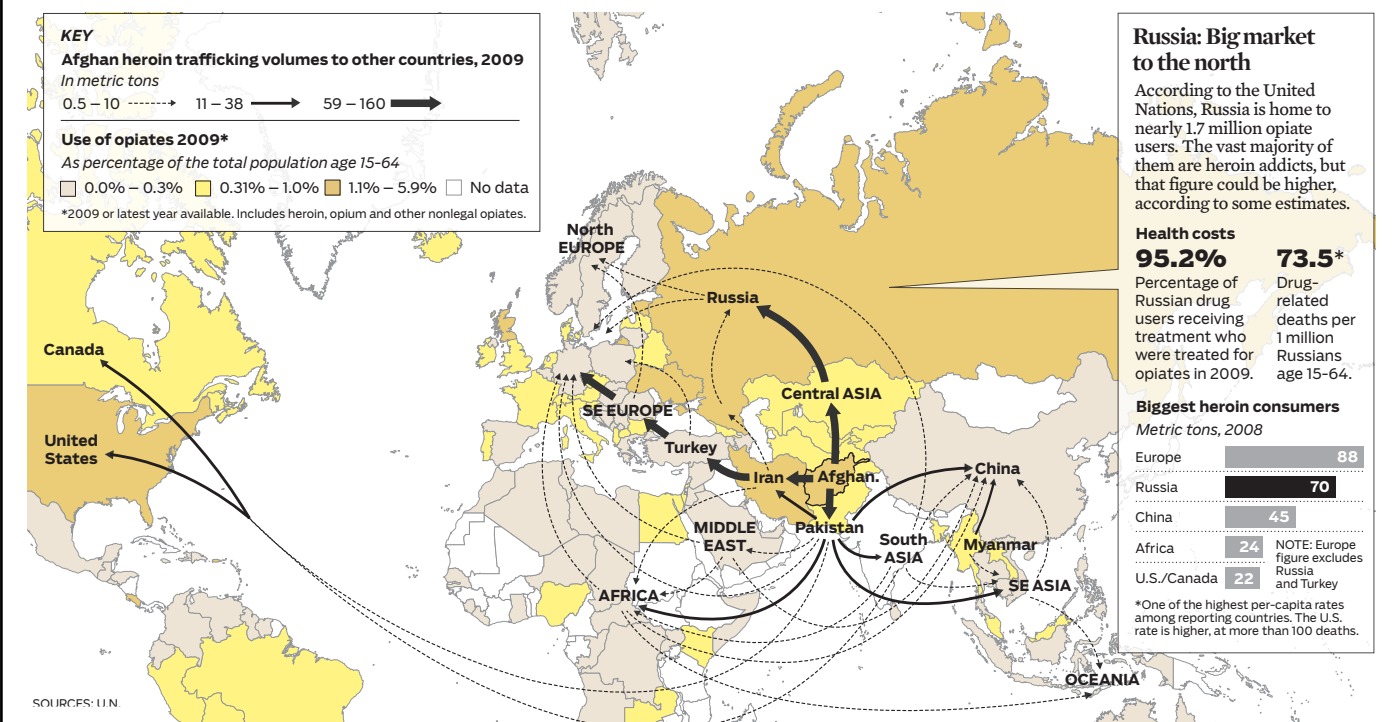 KEY
Afghan heroin trafficking volumes to other countries, 2009
In metric tons
0.5 – 10 11 – 38 59 – 160
Use of opiates 2009*
As percentage of the total population age 15-64
0.0% – 0.3% 0.31% – 1.0% 1.1% – 5.9% No data
*2009 or latest year available. Includes heroin, opium and other nonlegal opiates.
North
EUROPE
Russia
Canada
Central ASIA
SE EUROPE
United
States
Turkey
Iran
Afghan.
China
Pakistan
MIDDLE
EAST
South
ASIA
Myanmar
SE ASIA
AFRICA
OCEANIA
SOURCES: U.N.
Russia: Big market
to the north
According to the United
Nations, Russia is home to
nearly 1.7 million opiate
users. The vast majority of
them are heroin addicts, but
that figure could be higher,
according to some estimates.
Health costs
95.2%
Percentage of
Russian drug
users receiving
treatment who
were treated for
opiates in 2009.
73.5*
Drug-
related
deaths per
1 million
Russians
age 15-64.
Biggest heroin consumers
Metric tons, 2008
Europe 88
Russia 70
China 45
Africa 24
U.S./Canada 22
NOTE: Europe
figure excludes
Russia
and Turkey
*One of the highest per-capita rates
among reporting countries. The U.S.
rate is higher, at more than 100 deaths.